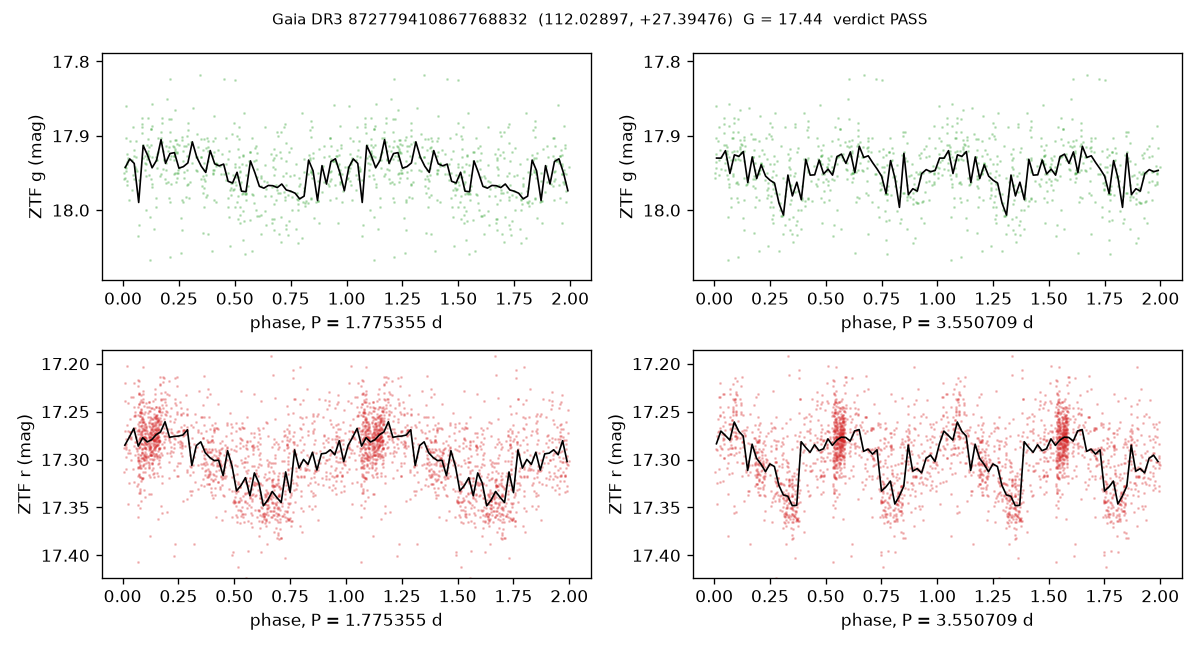 Gaia DR3 872779410867768832 (112.02897, +27.39476) G = 17.44 verdict PASS
17.8
17.9
18.0
ZTF g (mag)
0.00 0.25 0.50 0.75 1.00 1.25 1.50 1.75 2.00
phase, P = 1.775355 d
17.8
17.9
18.0
ZTF g (mag)
0.00 0.25 0.50 0.75 1.00 1.25 1.50 1.75 2.00
phase, P = 3.550709 d
17.20
17.25
17.30
17.35
17.40
ZTF r (mag)
0.00 0.25 0.50 0.75 1.00 1.25 1.50 1.75 2.00
phase, P = 1.775355 d
17.20
17.25
17.30
17.35
17.40
ZTF r (mag)
0.00 0.25 0.50 0.75 1.00 1.25 1.50 1.75 2.00
phase, P = 3.550709 d